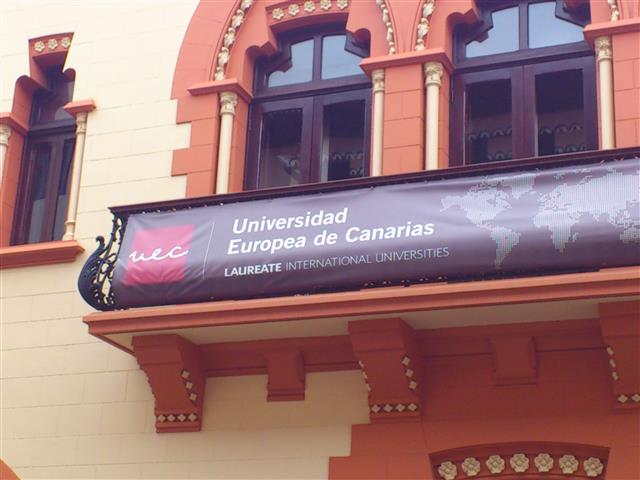 uec
Universidad
Europea de Canarias
LAUREATE INTERNATIONAL UNIVERSITIES